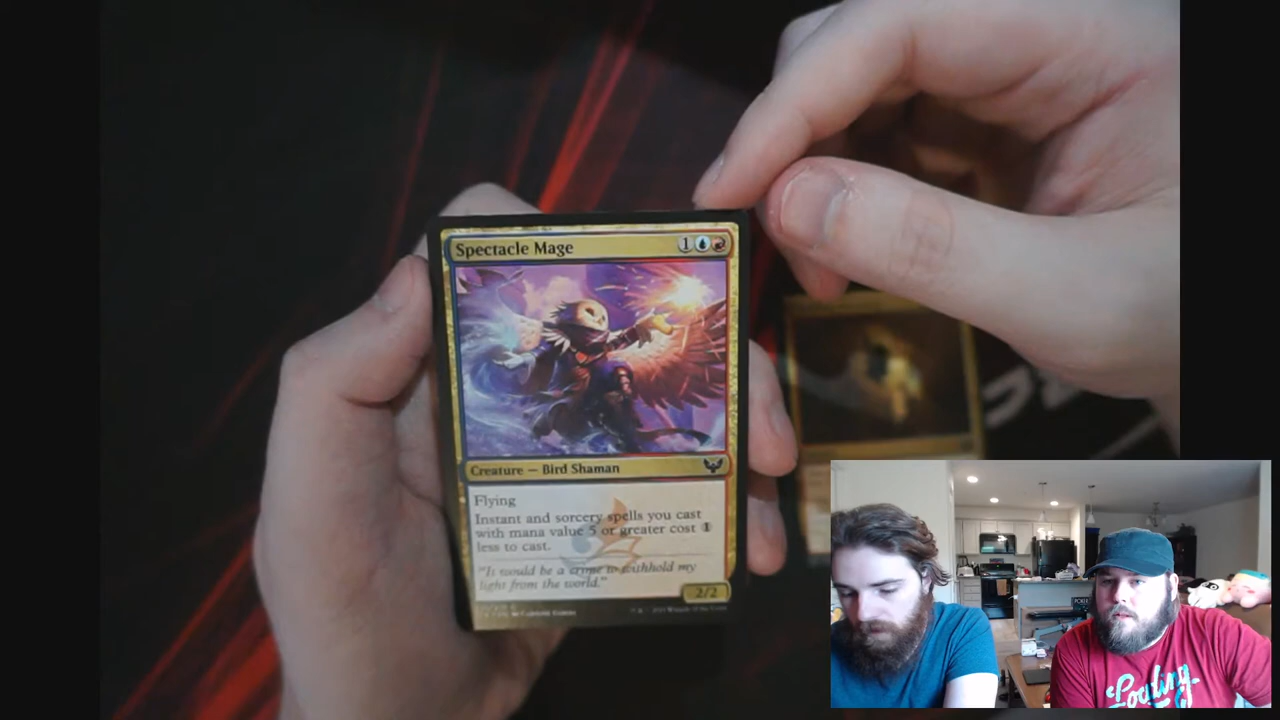 Spectacle Mage 1
Creature — Bird Shaman
Flying
Instant and sorcery spells you cast
with mana value 5 or greater cost 1
less to cast.
"It would be a crime to withhold my
light from the world."
2/2